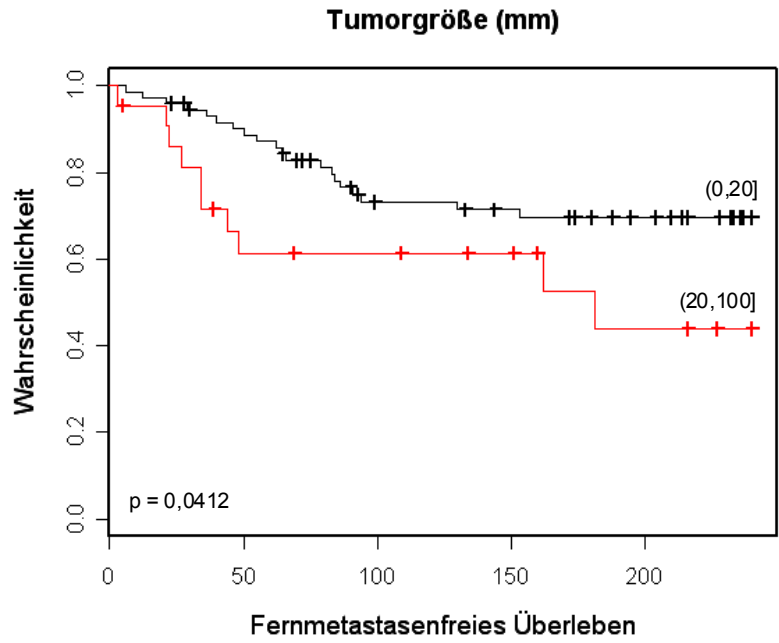 Tumorgröße (mm)
Wahrscheinlichkeit
1.0
0.8
0.6
0.4
0.2
0.0
(0,20]
(20,100]
p = 0,0412
0 50 100 150 200
Fernmetastasenfreies Überleben